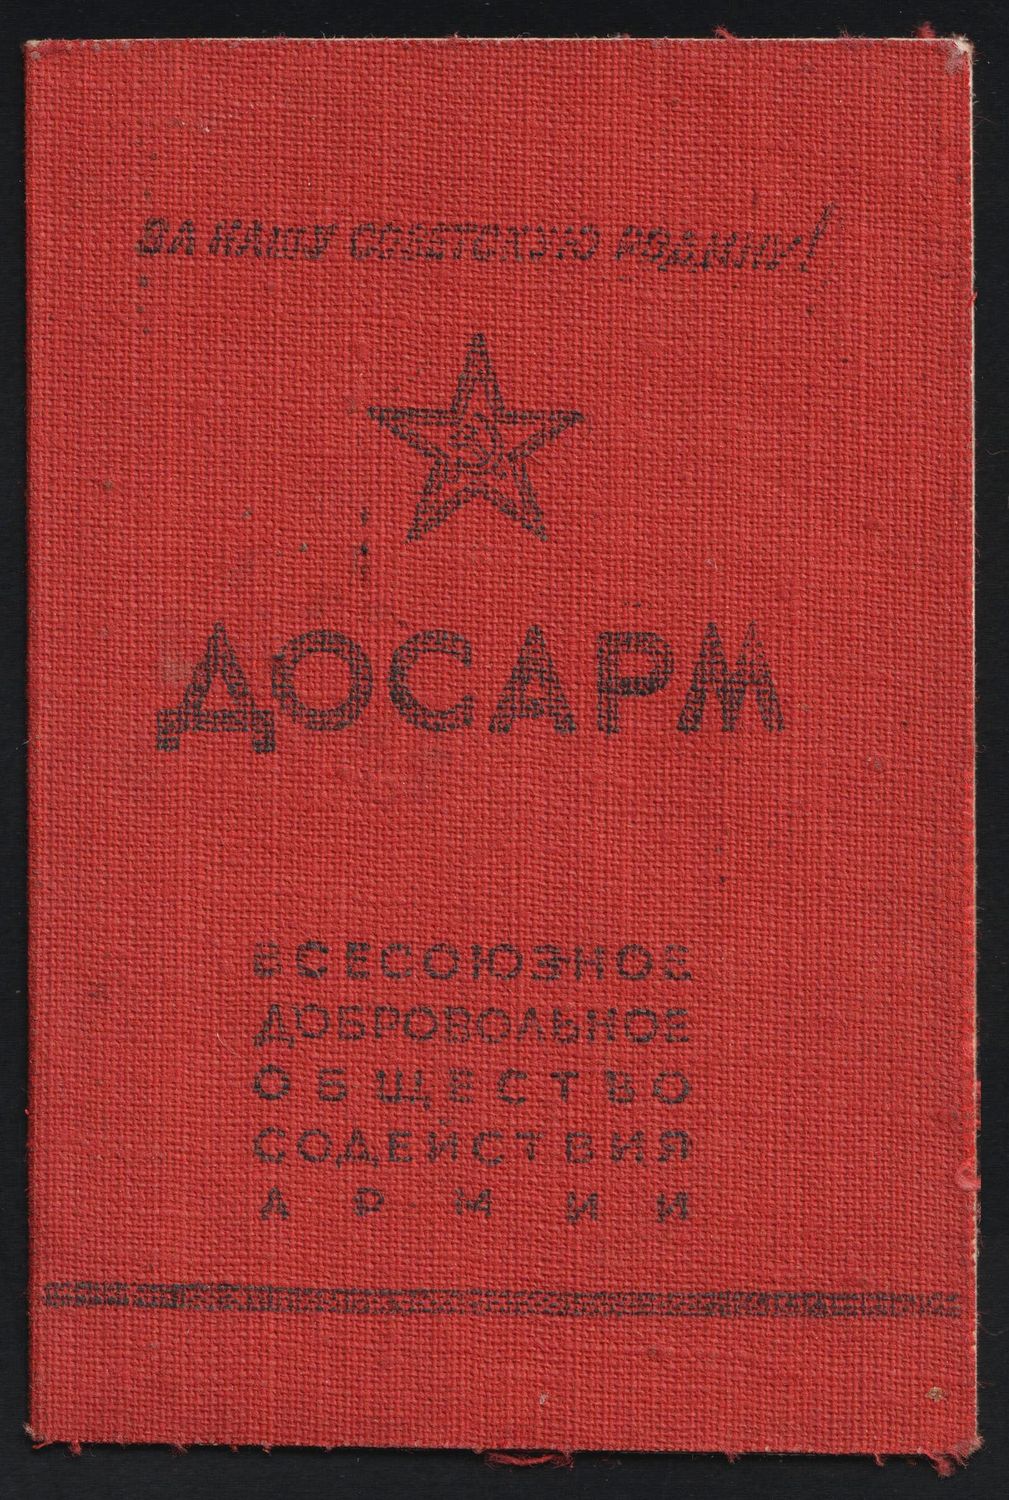 ЗА НАШУ СОВЕТСКУЮ РОДИНУ!
ДОСАРМ
ВСЕСОЮЗНОЕ
ДОБРОВОЛЬНОЕ
ОБЩЕСТВО
СОДЕЙСТВИЯ
АРМИИ